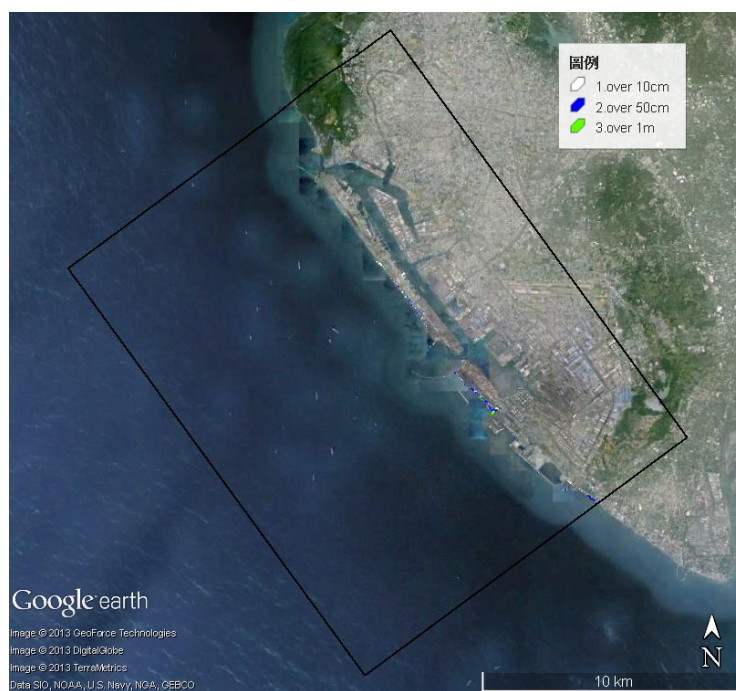 圖例
1.over 10cm
2.over 50cm
3.over 1m
Google earth
Image © 2013 GeoForce Technologies
Image © 2013 DigitalGlobe
Image © 2013 TerraMetrics
Data SIO, NOAA, U.S. Navy, NGA, GEBCO
N
10 km